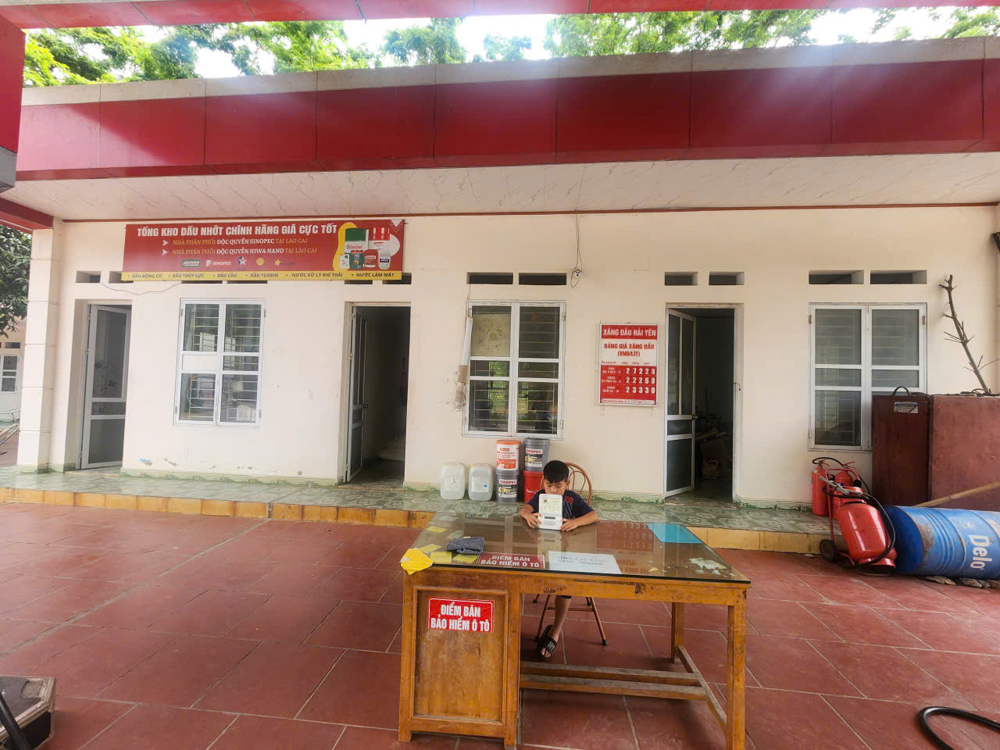 TỔNG KHO DẦU NHỚT CHÍNH HÃNG GIÁ CỰC TỐT
NHÀ PHÂN PHỐI ĐỘC QUYỀN SINOPEC TẠI LÀO CAI
NHÀ PHÂN PHỐI ĐỘC QUYỀN NIWA NANO TẠI LÀO CAI
Castrol
SINOPEC
• DẦU ĐỘNG CƠ • DẦU THỦY LỰC • DẦU CẦU • DẦU TUABIN • NƯỚC XỬ LÝ KHÍ THẢI • NƯỚC LÀM MÁT
XĂNG DẦU HẢI YẾN
BẢNG GIÁ XĂNG DẦU
(VNĐ/LÍT)
27229
22260
23330
SINOPEC
SINOPEC
ĐIỂM BÁN
BẢO HIỂM Ô TÔ
ĐIỂM BÁN
BẢO HIỂM Ô TÔ
Delo